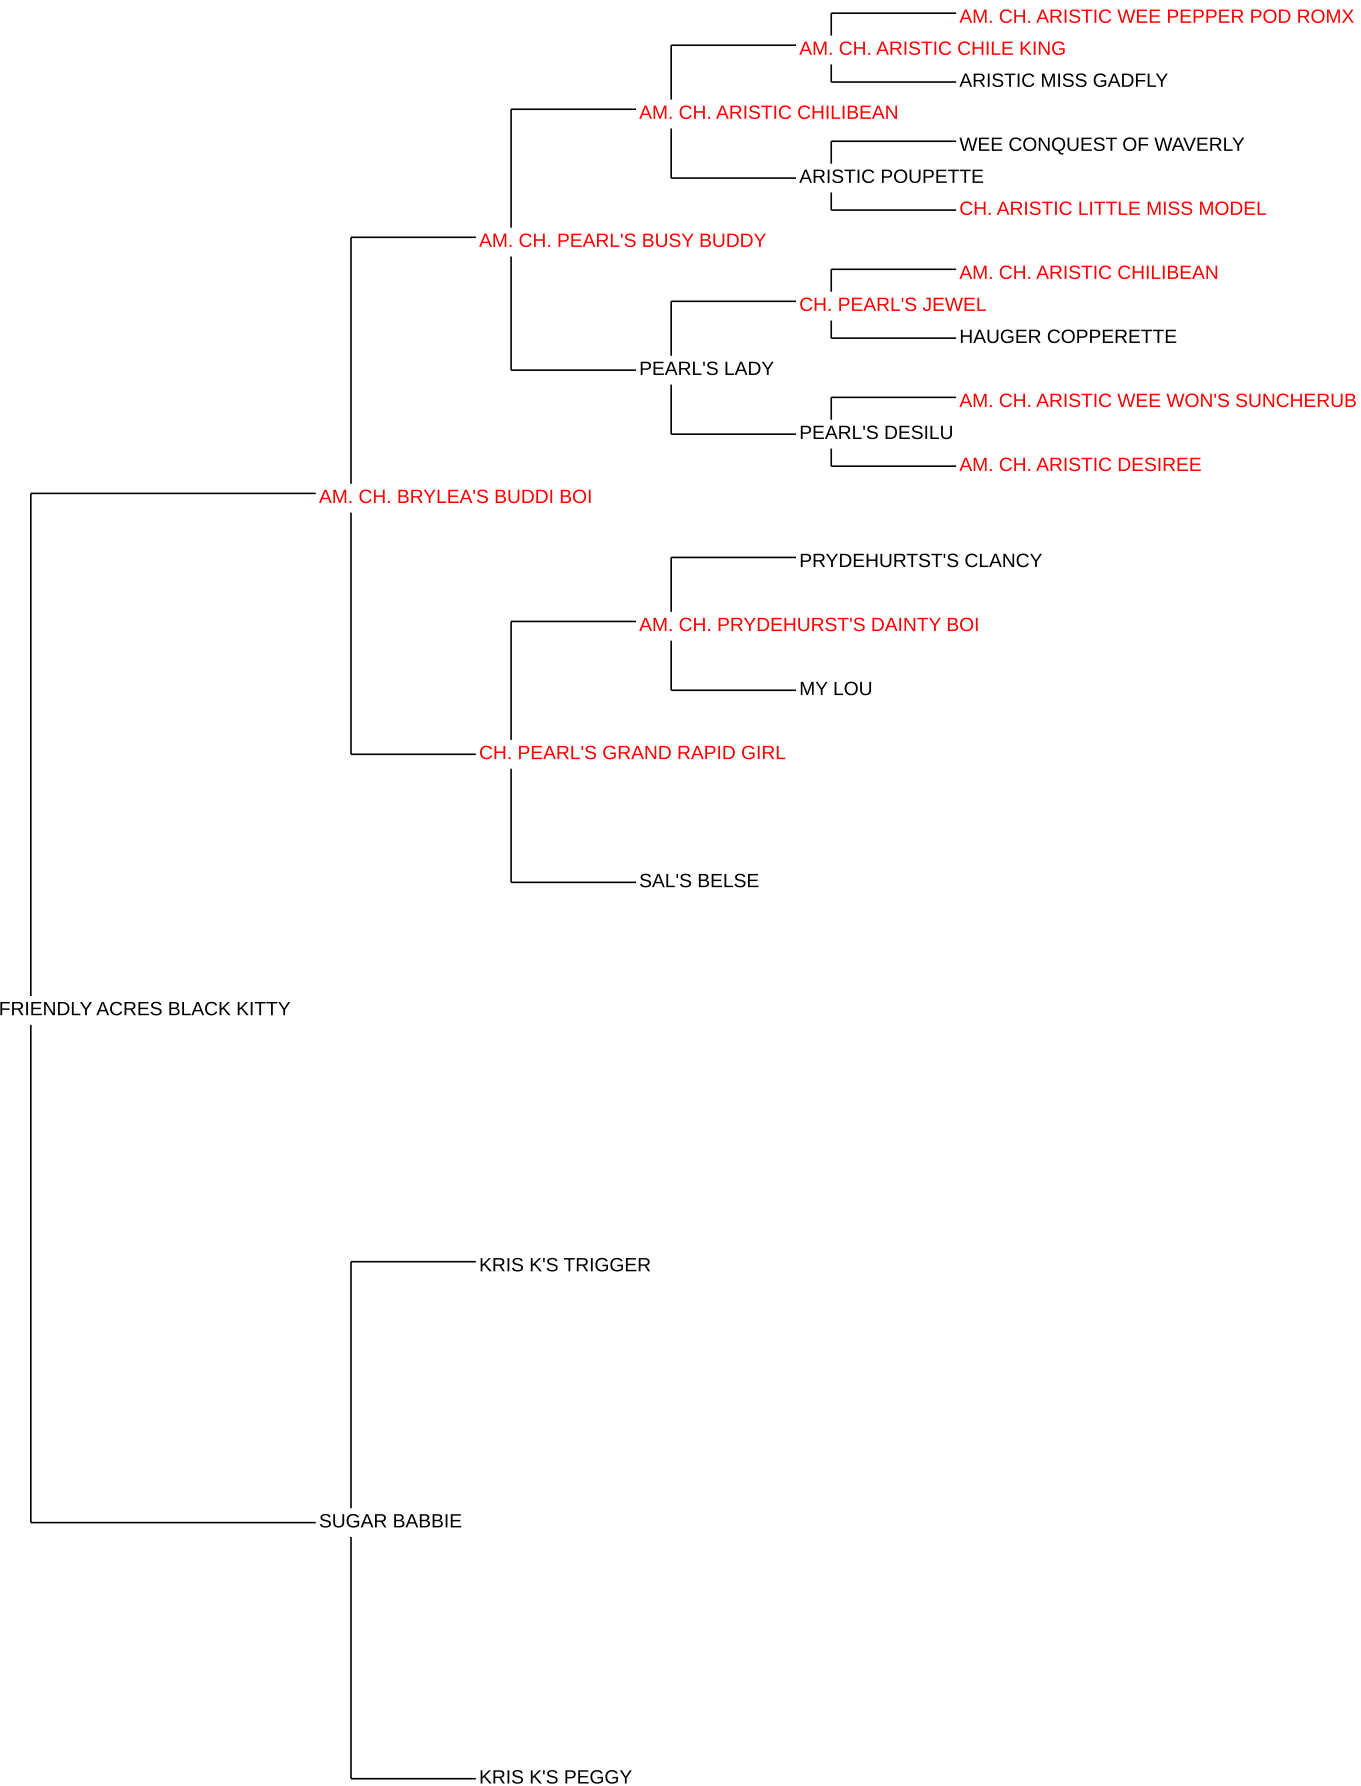 AM. CH. ARISTIC WEE PEPPER POD ROMX
AM. CH. ARISTIC CHILE KING
ARISTIC MISS GADFLY
AM. CH. ARISTIC CHILIBEAN
WEE CONQUEST OF WAVERLY
ARISTIC POUPETTE
CH. ARISTIC LITTLE MISS MODEL
AM. CH. PEARL'S BUSY BUDDY
AM. CH. ARISTIC CHILIBEAN
CH. PEARL'S JEWEL
HAUGER COPPERETTE
PEARL'S LADY
AM. CH. ARISTIC WEE WON'S SUNCHERUB
PEARL'S DESILU
AM. CH. ARISTIC DESIREE
AM. CH. BRYLEA'S BUDDI BOI
PRYDEHURTST'S CLANCY
AM. CH. PRYDEHURST'S DAINTY BOI
MY LOU
CH. PEARL'S GRAND RAPID GIRL
SAL'S BELSE
FRIENDLY ACRES BLACK KITTY
KRIS K'S TRIGGER
SUGAR BABBIE
KRIS K'S PEGGY